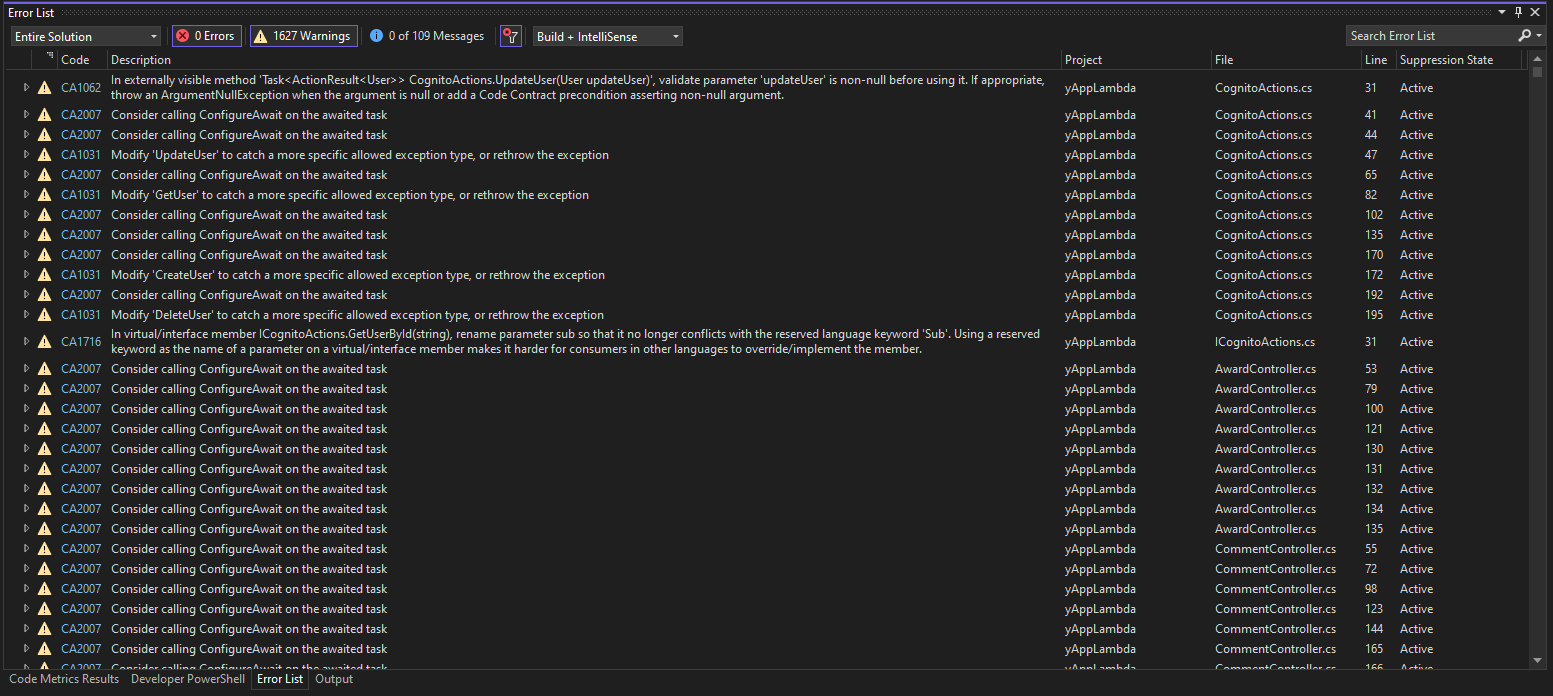 Error List
Entire Solution 0 Errors 1627 Warnings 0 of 109 Messages Build + IntelliSense Search Error List
Code Description Project File Line Suppression State
CA1062 In externally visible method 'Task<ActionResult<User>> CognitoActions.UpdateUser(User updateUser)', validate parameter 'updateUser' is non-null before using it. If appropriate,
throw an ArgumentNullException when the argument is null or add a Code Contract precondition asserting non-null argument. yAppLambda CognitoActions.cs 31 Active
CA2007 Consider calling ConfigureAwait on the awaited task yAppLambda CognitoActions.cs 41 Active
CA2007 Consider calling ConfigureAwait on the awaited task yAppLambda CognitoActions.cs 44 Active
CA1031 Modify 'UpdateUser' to catch a more specific allowed exception type, or rethrow the exception yAppLambda CognitoActions.cs 47 Active
CA2007 Consider calling ConfigureAwait on the awaited task yAppLambda CognitoActions.cs 65 Active
CA1031 Modify 'GetUser' to catch a more specific allowed exception type, or rethrow the exception yAppLambda CognitoActions.cs 82 Active
CA2007 Consider calling ConfigureAwait on the awaited task yAppLambda CognitoActions.cs 102 Active
CA2007 Consider calling ConfigureAwait on the awaited task yAppLambda CognitoActions.cs 135 Active
CA2007 Consider calling ConfigureAwait on the awaited task yAppLambda CognitoActions.cs 170 Active
CA1031 Modify 'CreateUser' to catch a more specific allowed exception type, or rethrow the exception yAppLambda CognitoActions.cs 172 Active
CA2007 Consider calling ConfigureAwait on the awaited task yAppLambda CognitoActions.cs 192 Active
CA1031 Modify 'DeleteUser' to catch a more specific allowed exception type, or rethrow the exception yAppLambda CognitoActions.cs 195 Active
CA1716 In virtual/interface member ICognitoActions.GetUserById(string), rename parameter sub so that it no longer conflicts with the reserved language keyword 'Sub'. Using a reserved
keyword as the name of a parameter on a virtual/interface member makes it harder for consumers in other languages to override/implement the member. yAppLambda ICognitoActions.cs 31 Active
CA2007 Consider calling ConfigureAwait on the awaited task yAppLambda AwardController.cs 53 Active
CA2007 Consider calling ConfigureAwait on the awaited task yAppLambda AwardController.cs 79 Active
CA2007 Consider calling ConfigureAwait on the awaited task yAppLambda AwardController.cs 100 Active
CA2007 Consider calling ConfigureAwait on the awaited task yAppLambda AwardController.cs 121 Active
CA2007 Consider calling ConfigureAwait on the awaited task yAppLambda AwardController.cs 130 Active
CA2007 Consider calling ConfigureAwait on the awaited task yAppLambda AwardController.cs 131 Active
CA2007 Consider calling ConfigureAwait on the awaited task yAppLambda AwardController.cs 132 Active
CA2007 Consider calling ConfigureAwait on the awaited task yAppLambda AwardController.cs 134 Active
CA2007 Consider calling ConfigureAwait on the awaited task yAppLambda AwardController.cs 135 Active
CA2007 Consider calling ConfigureAwait on the awaited task yAppLambda CommentController.cs 55 Active
CA2007 Consider calling ConfigureAwait on the awaited task yAppLambda CommentController.cs 72 Active
CA2007 Consider calling ConfigureAwait on the awaited task yAppLambda CommentController.cs 98 Active
CA2007 Consider calling ConfigureAwait on the awaited task yAppLambda CommentController.cs 123 Active
CA2007 Consider calling ConfigureAwait on the awaited task yAppLambda CommentController.cs 144 Active
CA2007 Consider calling ConfigureAwait on the awaited task yAppLambda CommentController.cs 165 Active
CA2007 Consider calling ConfigureAwait on the awaited task yAppLambda CommentController.cs 166 Active
Code Metrics Results Developer PowerShell Error List Output